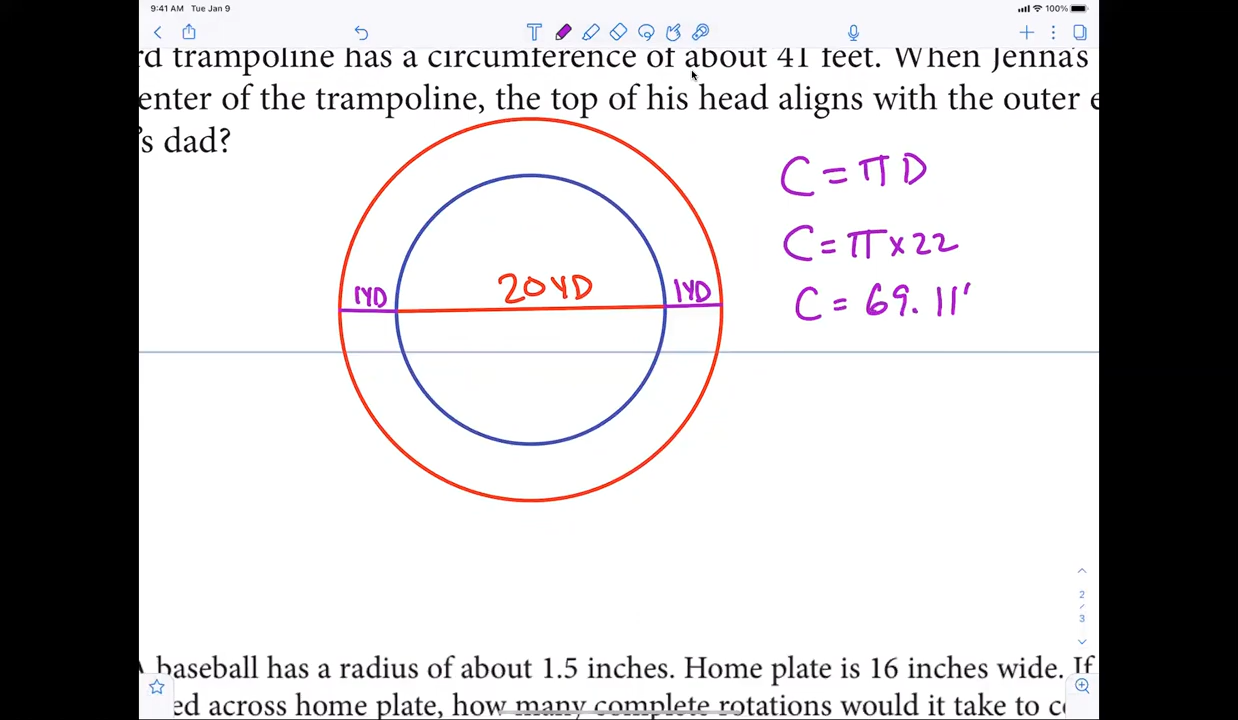 9:41 AM Tue Jan 9
100%
rd trampoline has a circumference of about 41 feet. When Jenna's
enter of the trampoline, the top of his head aligns with the outer e
's dad?
C = π D
C = π x 22
C = 69.11'
1YD 20YD 1YD
2
/
3
A baseball has a radius of about 1.5 inches. Home plate is 16 inches wide. If
ed across home plate, how many complete rotations would it take to c